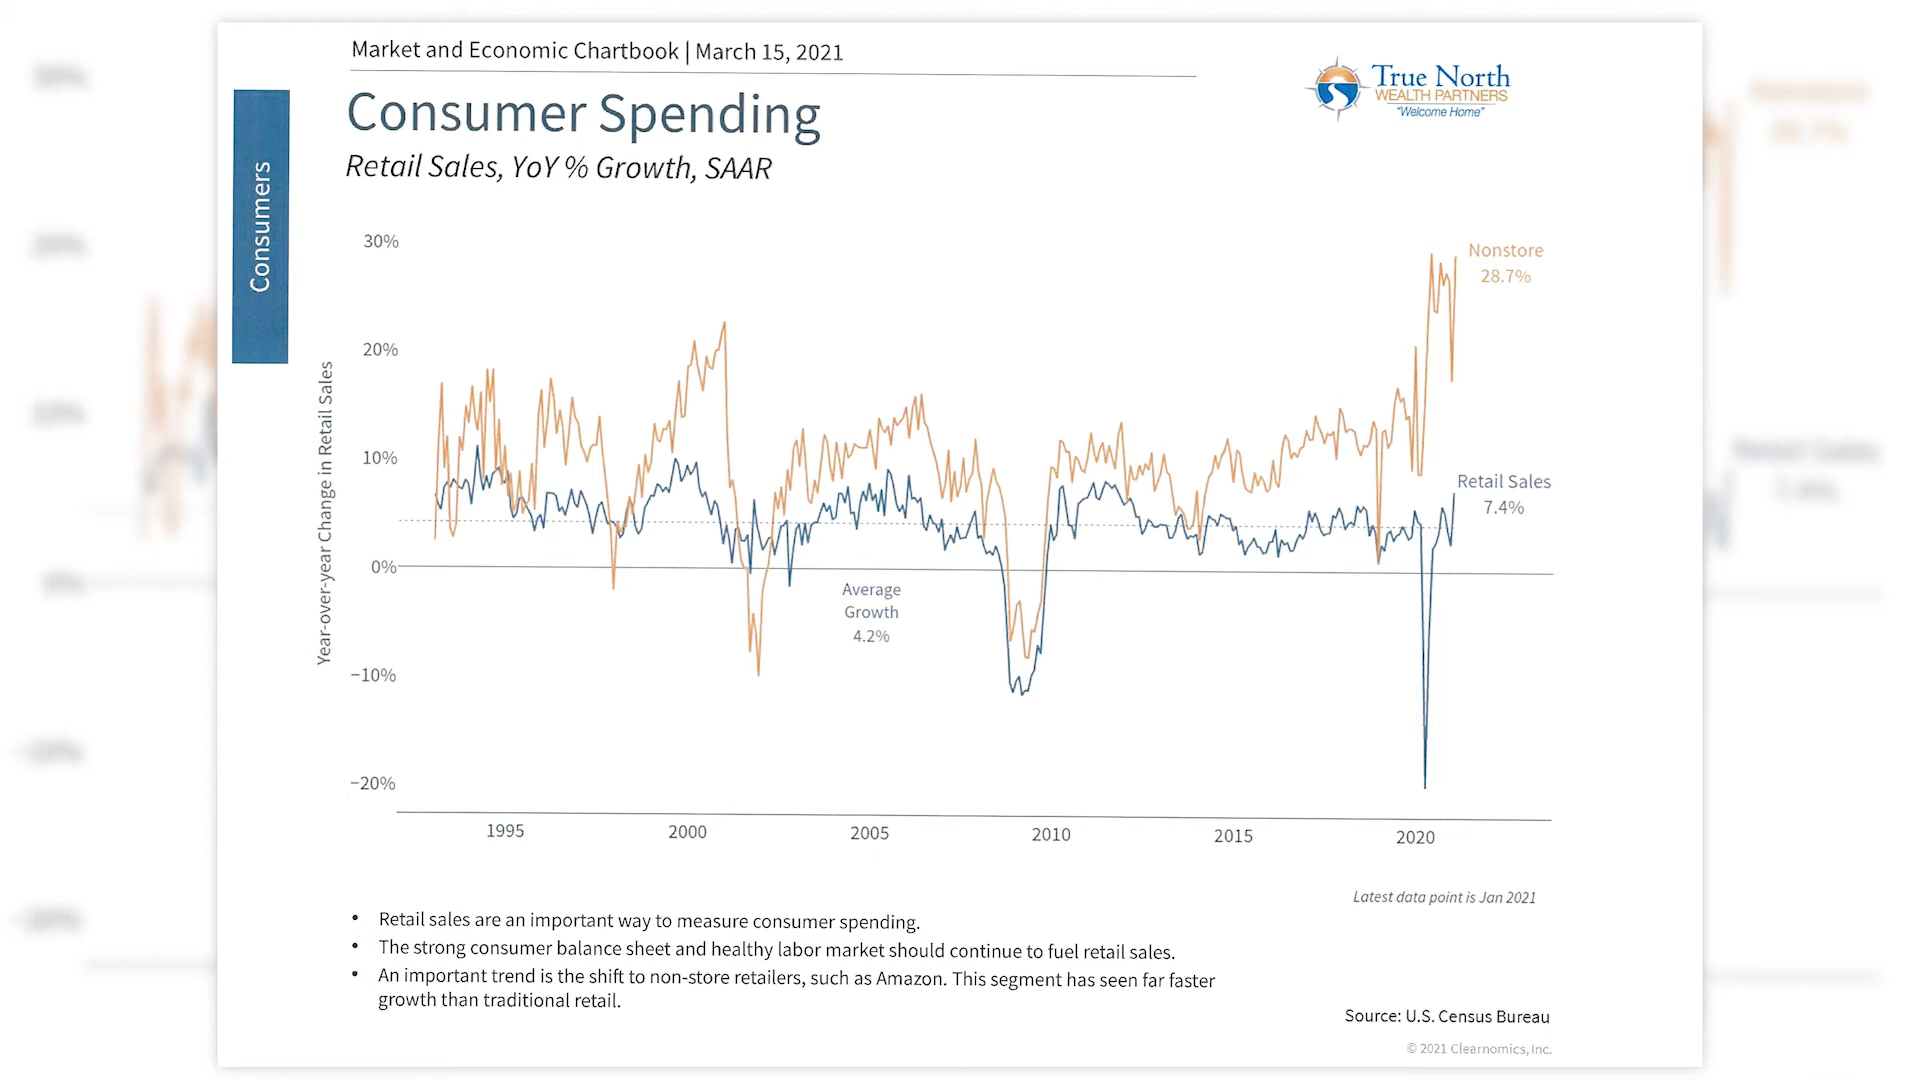 Market and Economic Chartbook | March 15, 2021
True North
WEALTH PARTNERS
"Welcome Home"
Consumers
Consumer Spending
Retail Sales, YoY % Growth, SAAR
Year-over-year Change in Retail Sales
30%
20%
10%
0%
−10%
−20%
Nonstore
28.7%
Retail Sales
7.4%
Average
Growth
4.2%
1995
2000
2005
2010
2015
2020
Latest data point is Jan 2021
• Retail sales are an important way to measure consumer spending.
• The strong consumer balance sheet and healthy labor market should continue to fuel retail sales.
• An important trend is the shift to non-store retailers, such as Amazon. This segment has seen far faster
growth than traditional retail.
Source: U.S. Census Bureau
© 2021 Clearnomics, Inc.